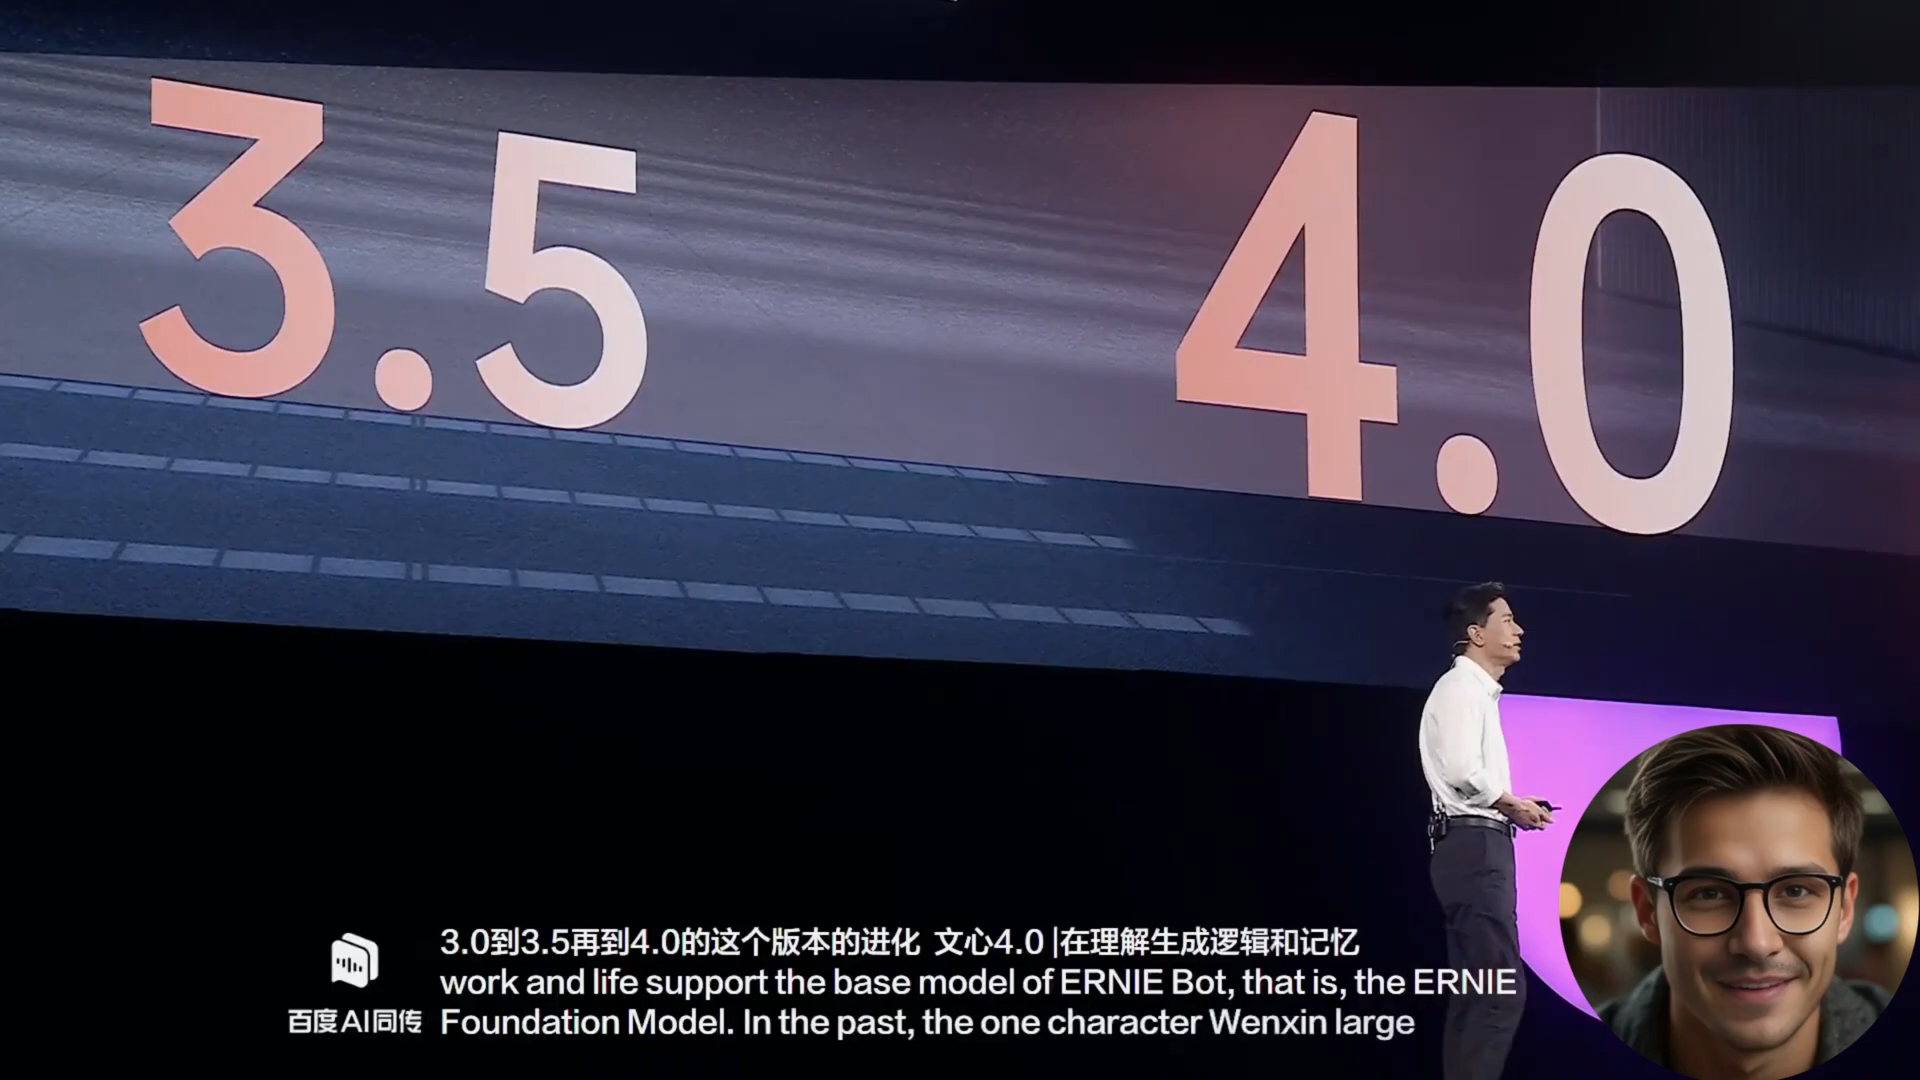 3.5
4.0
3.0到3.5再到4.0的这个版本的进化 文心4.0 |在理解生成逻辑和记忆
work and life support the base model of ERNIE Bot, that is, the ERNIE
百度AI同传
Foundation Model. In the past, the one character Wenxin large